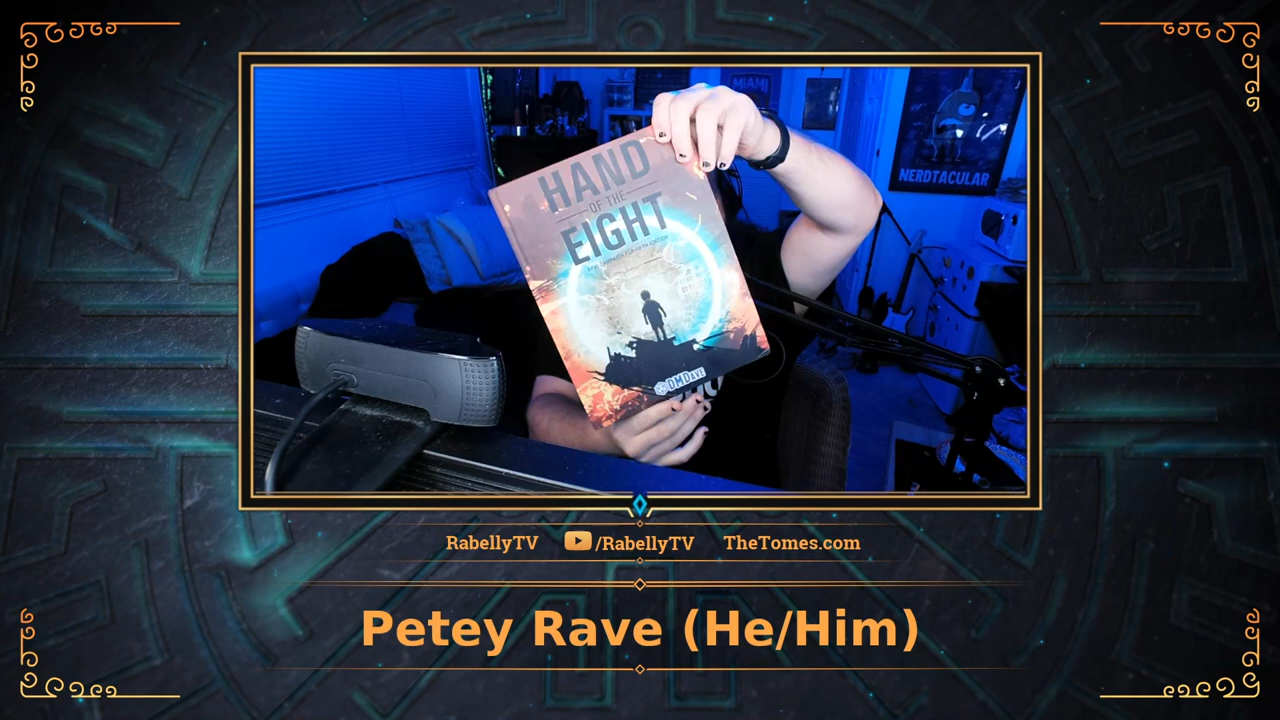 MIAMI
NERDTACULAR
HAND
OF THE
EIGHT
DMDAVE
RabellyTV
/RabellyTV
TheTomes.com
Petey Rave (He/Him)